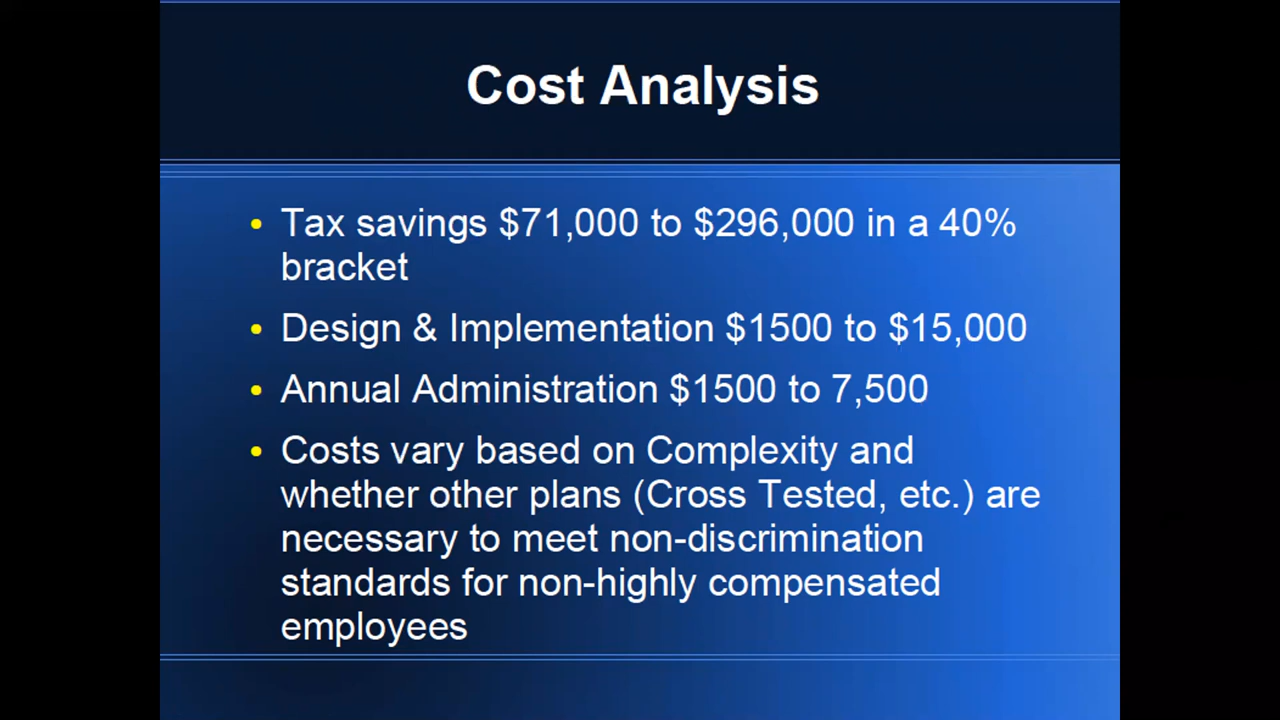 Cost Analysis
• Tax savings $71,000 to $296,000 in a 40%
bracket
• Design & Implementation $1500 to $15,000
• Annual Administration $1500 to 7,500
• Costs vary based on Complexity and
whether other plans (Cross Tested, etc.) are
necessary to meet non-discrimination
standards for non-highly compensated
employees